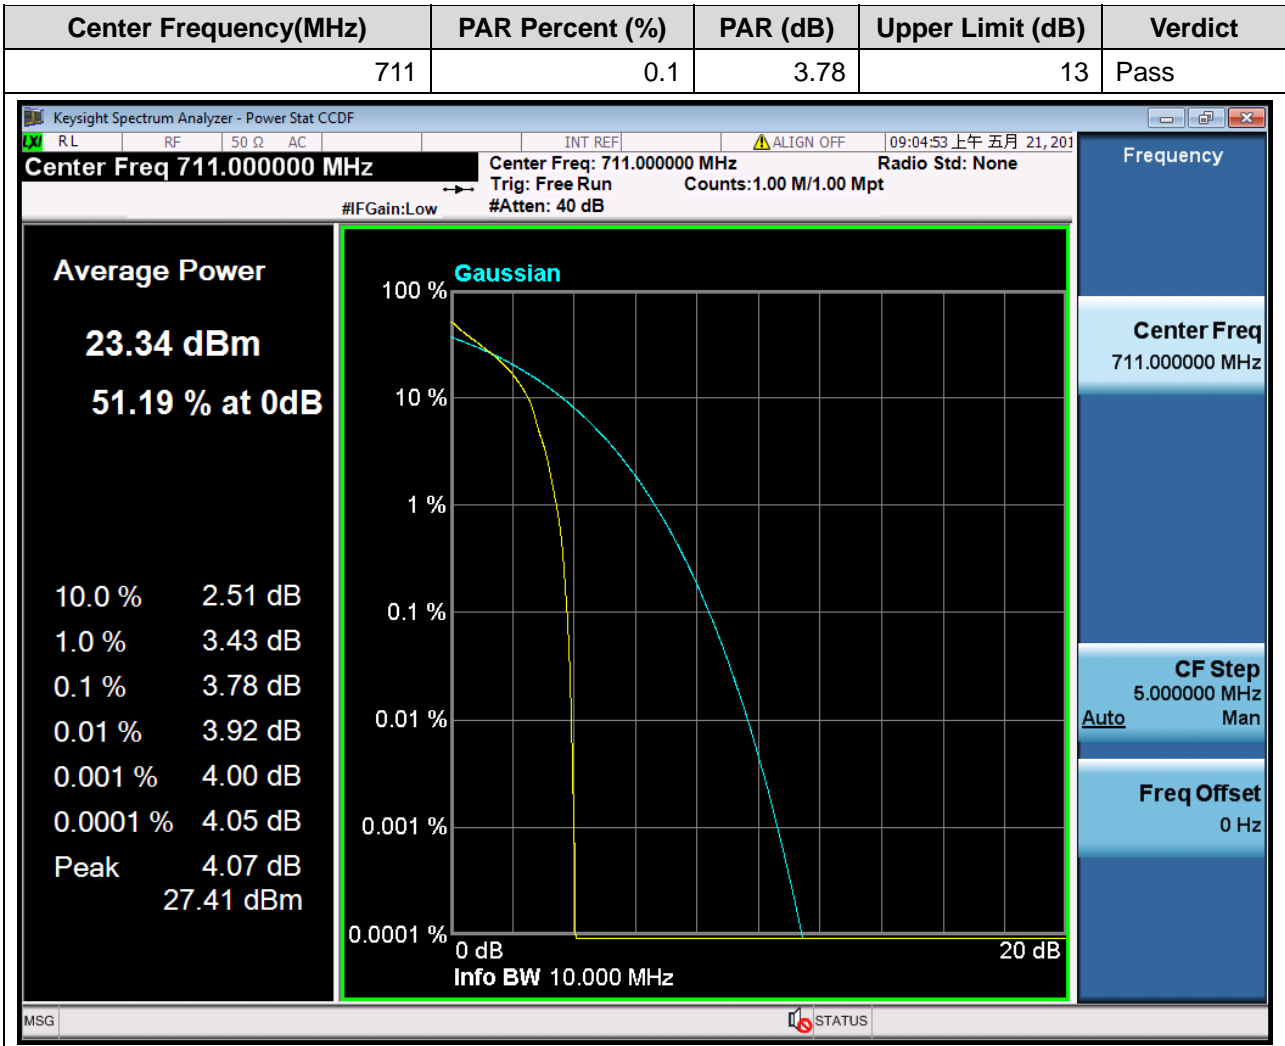 Center Frequency(MHz) PAR Percent (%) PAR (dB) Upper Limit (dB) Verdict
711 0.1 3.78 13 Pass
Keysight Spectrum Analyzer - Power Stat CCDF
LXI RL RF 50 Ω AC INT REF ALIGN OFF 09:04:53 上午 五月 21, 201
Center Freq 711.000000 MHz
Center Freq: 711.000000 MHz Radio Std: None
Trig: Free Run Counts:1.00 M/1.00 Mpt
#IFGain:Low #Atten: 40 dB
Frequency
Average Power
23.34 dBm
51.19 % at 0dB
10.0 % 2.51 dB
1.0 % 3.43 dB
0.1 % 3.78 dB
0.01 % 3.92 dB
0.001 % 4.00 dB
0.0001 % 4.05 dB
Peak 4.07 dB
27.41 dBm
Gaussian
100 %
10 %
1 %
0.1 %
0.01 %
0.001 %
0.0001 %
0 dB 20 dB
Info BW 10.000 MHz
Center Freq
711.000000 MHz
CF Step
5.000000 MHz
Auto Man
Freq Offset
0 Hz
MSG STATUS